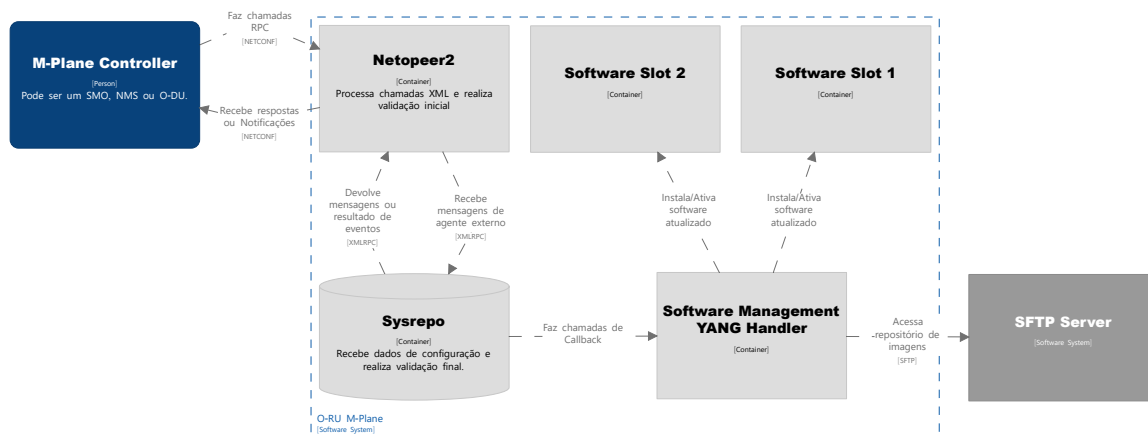 M-Plane Controller
[Person]
Pode ser um SMO, NMS ou O-DU.
Faz chamadas
RPC
[NETCONF]
Recebe respostas
ou Notificações
[NETCONF]
Netopeer2
[Container]
Processa chamadas XML e realiza
validação inicial
Software Slot 2
[Container]
Software Slot 1
[Container]
Devolve
mensagens ou
resultado de
eventos
[XMLRPC]
Recebe
mensagens de
agente externo
[XMLRPC]
Instala/Ativa
software
atualizado
Instala/Ativa
software
atualizado
Sysrepo
[Container]
Recebe dados de configuração e
realiza validação final.
Faz chamadas de
Callback
Software Management
YANG Handler
[Container]
Acessa
repositório de
imagens
[SFTP]
SFTP Server
[Software System]
O-RU M-Plane
[Software System]